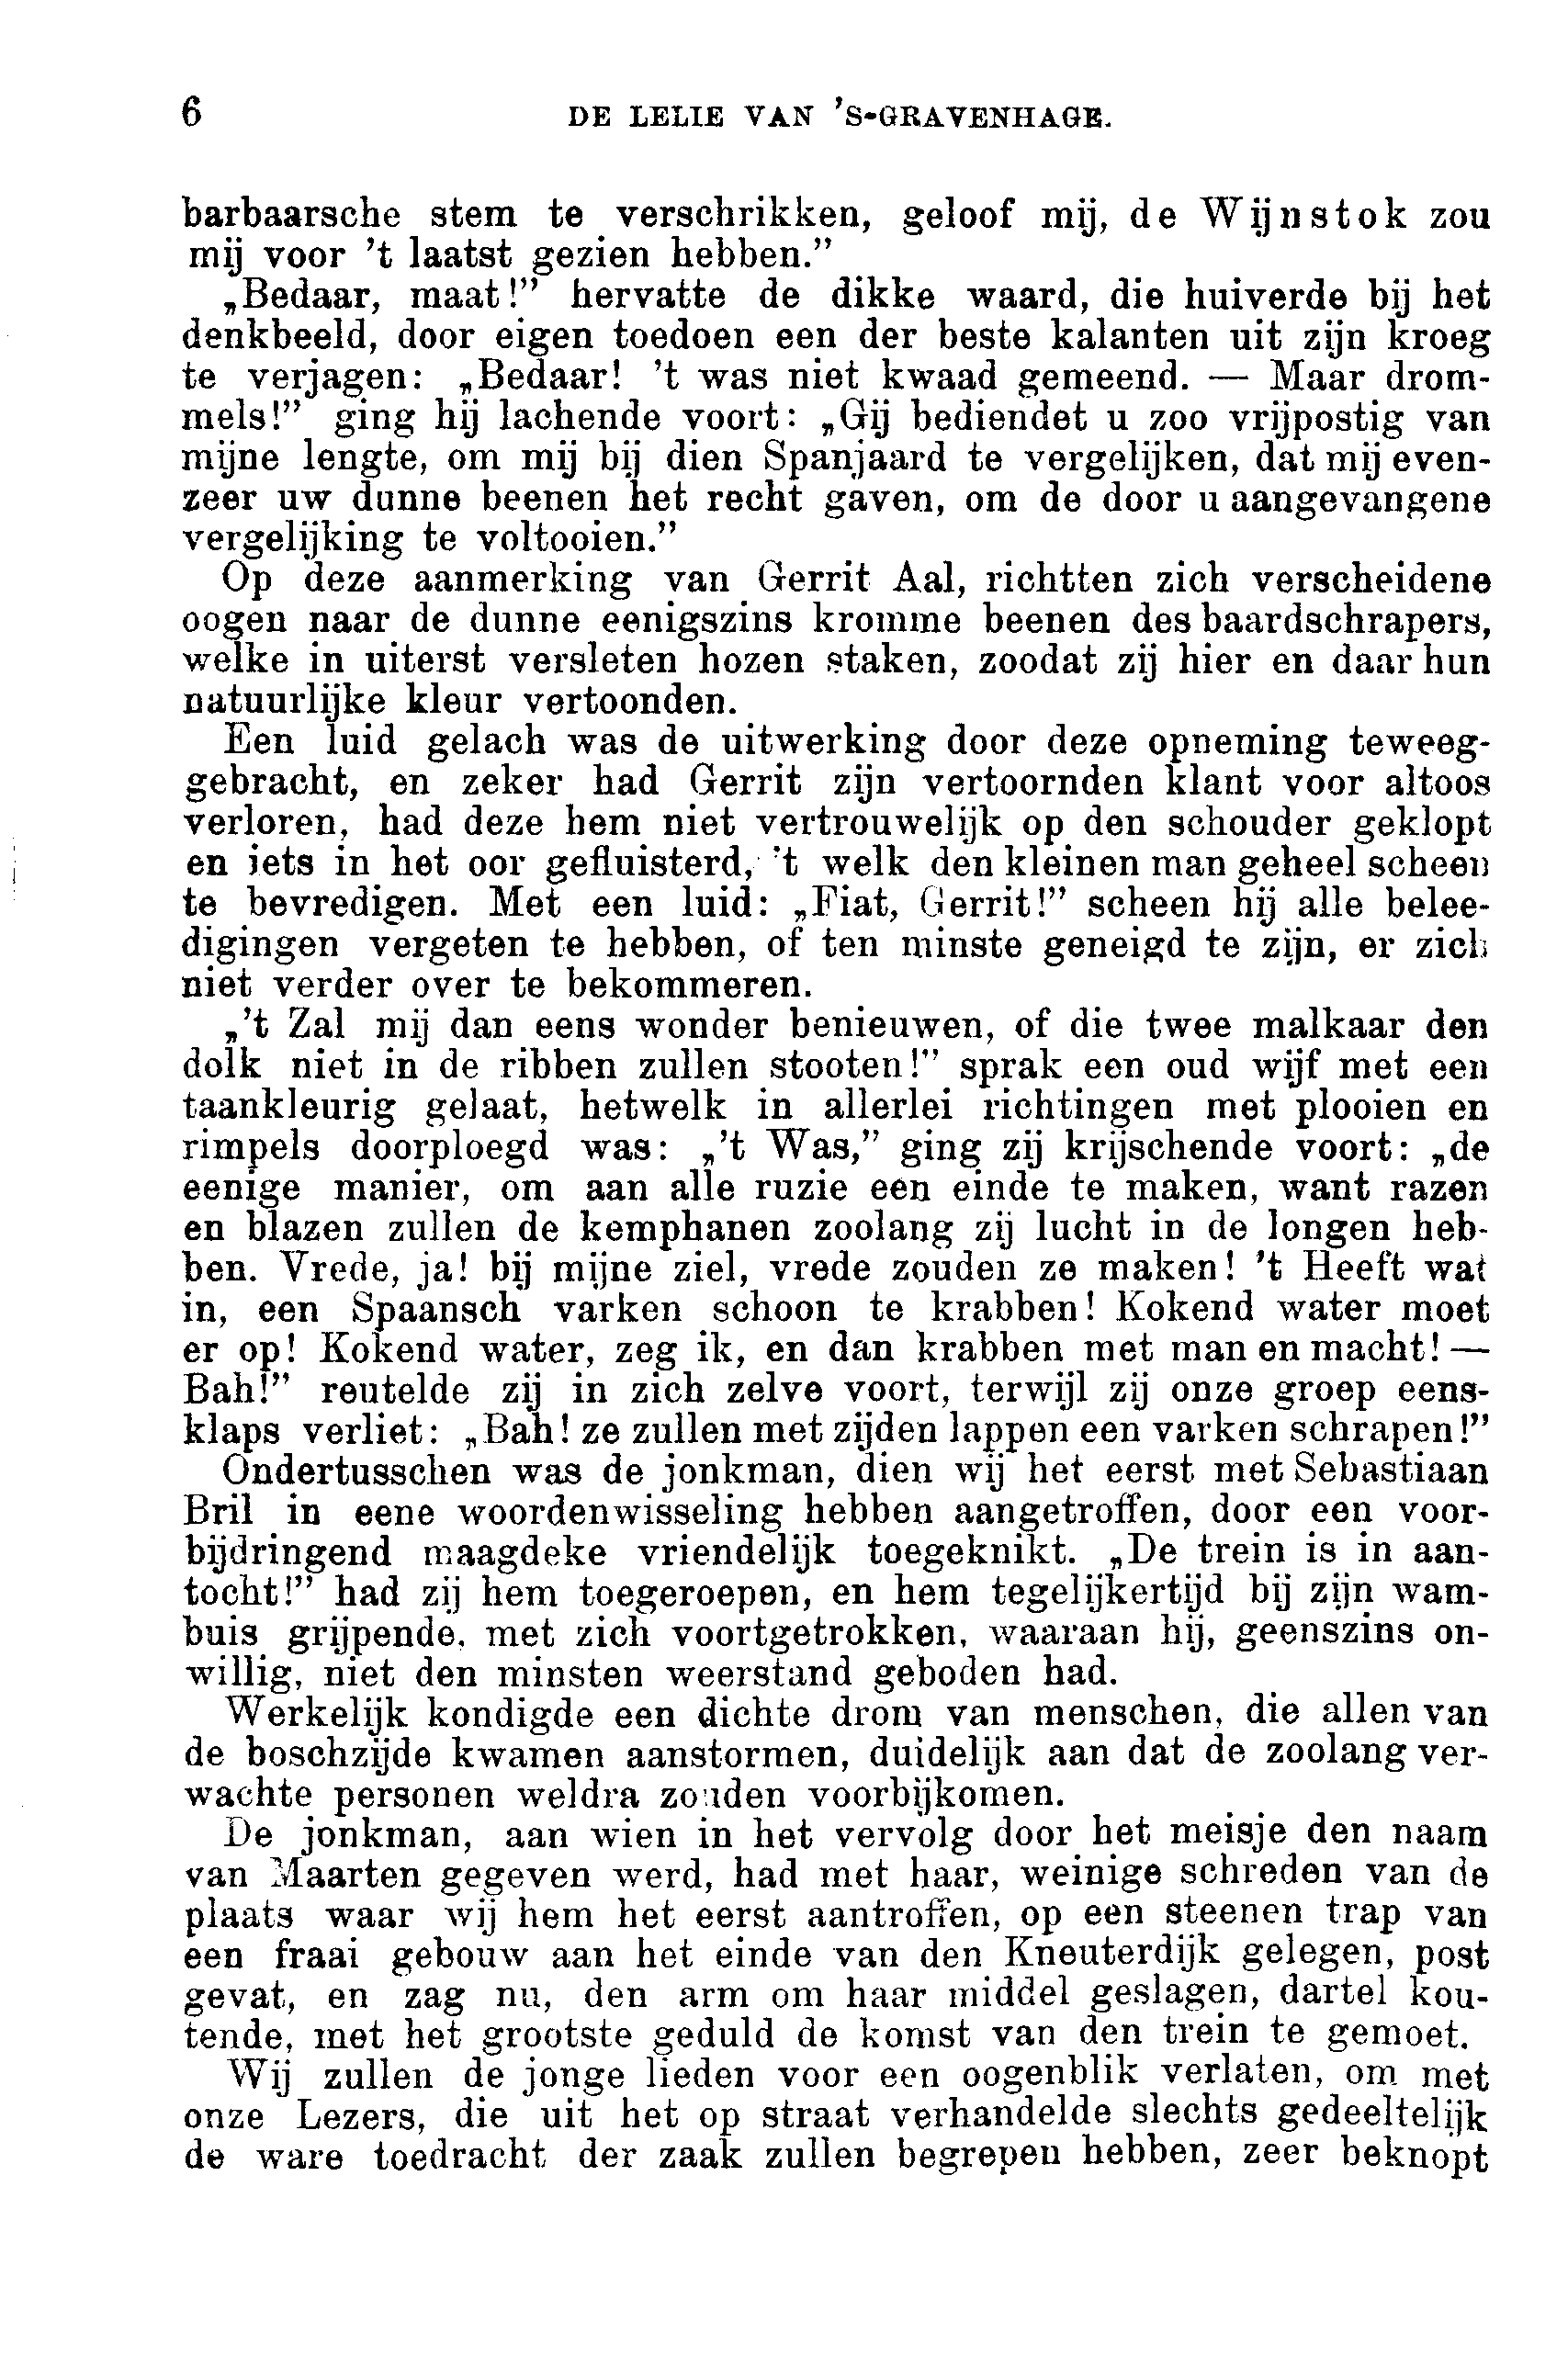 6 DE LELIE VAN 'S-GRAVENHAGE.
barbaarsche stem te verschrikken, geloof mij, de Wijnstok zou
mij voor 't laatst gezien hebben.”
„Bedaar, maat!” hervatte de dikke waard, die huiverde bij het
denkbeeld, door eigen toedoen een der beste kalanten uit zijn kroeg
te verjagen: „Bedaar! 't was niet kwaad gemeend. — Maar drom-
mels!” ging hij lachende voort: „Gij bediendet u zoo vrijpostig van
mijne lengte, om mij bij dien Spanjaard te vergelijken, dat mij even-
zeer uw dunne beenen het recht gaven, om de door u aangevangene
vergelijking te voltooien.”
Op deze aanmerking van Gerrit Aal, richtten zich verscheidene
oogen naar de dunne eenigszins kromme beenen des baardschrapers,
welke in uiterst versleten hozen staken, zoodat zij hier en daar hun
natuurlijke kleur vertoonden.
Een luid gelach was de uitwerking door deze opneming teweeg-
gebracht, en zeker had Gerrit zijn vertoornden klant voor altoos
verloren, had deze hem niet vertrouwelijk op den schouder geklopt
en iets in het oor gefluisterd, 't welk den kleinen man geheel scheen
te bevredigen. Met een luid: „Fiat, Gerrit!” scheen hij alle belee-
digingen vergeten te hebben, of ten minste geneigd te zijn, er zich
niet verder over te bekommeren.
„'t Zal mij dan eens wonder benieuwen, of die twee malkaar den
dolk niet in de ribben zullen stooten!” sprak een oud wijf met een
taankleurig gelaat, hetwelk in allerlei richtingen met plooien en
rimpels doorploegd was: „'t Was,” ging zij krijschende voort: „de
eenige manier, om aan alle ruzie een einde te maken, want razen
en blazen zullen de kemphanen zoolang zij lucht in de longen heb-
ben. Vrede, ja! bij mijne ziel, vrede zouden ze maken! 't Heeft wat
in, een Spaansch varken schoon te krabben! Kokend water moet
er op! Kokend water, zeg ik, en dan krabben met man en macht! —
Bah!” reutelde zij in zich zelve voort, terwijl zij onze groep eens-
klaps verliet: „Bah! ze zullen met zijden lappen een varken schrapen!”
Ondertusschen was de jonkman, dien wij het eerst met Sebastiaan
Bril in eene woordenwisseling hebben aangetroffen, door een voor-
bijdringend maagdeke vriendelijk toegeknikt. „De trein is in aan-
tocht!” had zij hem toegeroepen, en hem tegelijkertijd bij zijn wam-
buis grijpende, met zich voortgetrokken, waaraan hij, geenszins on-
willig, niet den minsten weerstand geboden had.
Werkelijk kondigde een dichte drom van menschen, die allen van
de boschzijde kwamen aanstormen, duidelijk aan dat de zoolang ver-
wachte personen weldra zouden voorbijkomen.
De jonkman, aan wien in het vervolg door het meisje den naam
van Maarten gegeven werd, had met haar, weinige schreden van de
plaats waar wij hem het eerst aantroffen, op een steenen trap van
een fraai gebouw aan het einde van den Kneuterdijk gelegen, post
gevat, en zag nu, den arm om haar middel geslagen, dartel kou-
tende, met het grootste geduld de komst van den trein te gemoet.
Wij zullen de jonge lieden voor een oogenblik verlaten, om met
onze Lezers, die uit het op straat verhandelde slechts gedeeltelijk
de ware toedracht der zaak zullen begrepen hebben, zeer beknopt